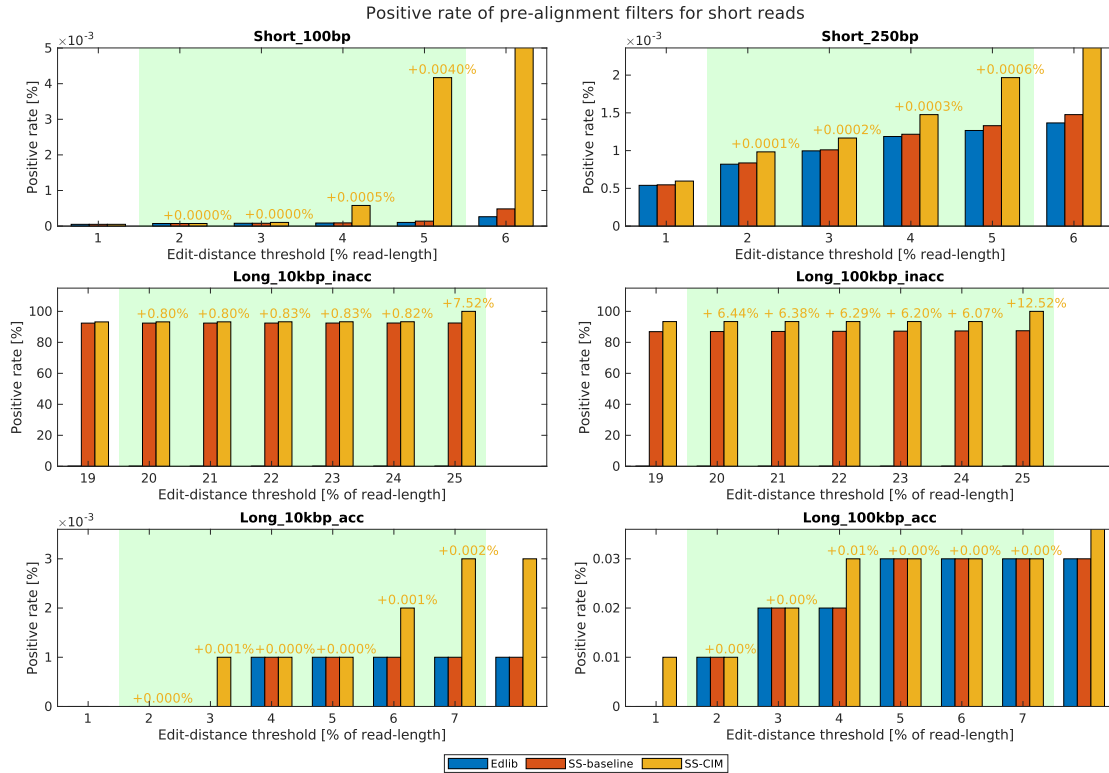 Positive rate of pre-alignment filters for short reads
Short_100bp
×10⁻³
Positive rate [%]
5
4
3
2
1
0
+0.0000%
+0.0000%
+0.0005%
+0.0040%
1 2 3 4 5 6
Edit-distance threshold [% read-length]
Short_250bp
×10⁻³
Positive rate [%]
2
1.5
1
0.5
0
+0.0001%
+0.0002%
+0.0003%
+0.0006%
1 2 3 4 5 6
Edit-distance threshold [% read-length]
Long_10kbp_inacc
Positive rate [%]
100
80
60
40
20
0
+0.80% +0.80% +0.83% +0.83% +0.82% +7.52%
19 20 21 22 23 24 25
Edit-distance threshold [% of read-length]
Long_100kbp_inacc
Positive rate [%]
100
80
60
40
20
0
+ 6.44% + 6.38% + 6.29% + 6.20% + 6.07% +12.52%
19 20 21 22 23 24 25
Edit-distance threshold [% of read-length]
Long_10kbp_acc
×10⁻³
Positive rate [%]
3
2
1
0
+0.000%
+0.001% +0.000% +0.000%
+0.001%
+0.002%
1 2 3 4 5 6 7
Edit-distance threshold [% of read-length]
Long_100kbp_acc
Positive rate [%]
0.03
0.02
0.01
0
+0.00%
+0.00%
+0.01% +0.00% +0.00% +0.00%
1 2 3 4 5 6 7
Edit-distance threshold [% of read-length]
Edlib SS-baseline SS-CIM